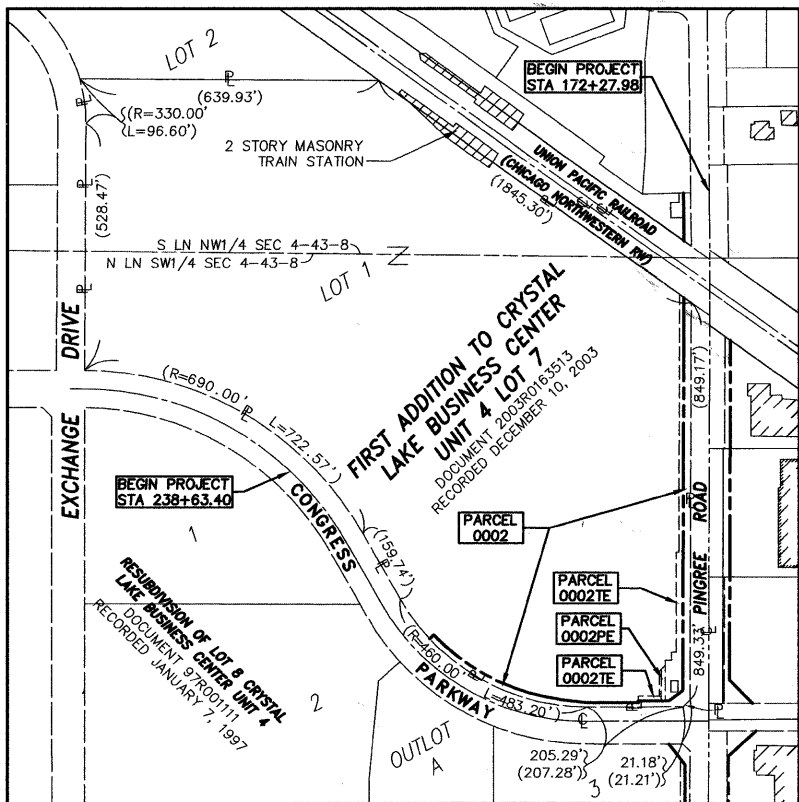 LOT 2
BEGIN PROJECT
STA 172+27.98
(639.93')
(R=330.00'
L=96.60')
2 STORY MASONRY
TRAIN STATION
UNION PACIFIC RAILROAD
(CHICAGO NORTHWESTERN RW)
(1845.30')
(528.47')
S LN NW1/4 SEC 4-43-8
N LN SW1/4 SEC 4-43-8
LOT 1
EXCHANGE DRIVE
(R=690.00'
L=722.57')
FIRST ADDITION TO CRYSTAL
LAKE BUSINESS CENTER
UNIT 4 LOT 7
DOCUMENT 2003R0163513
RECORDED DECEMBER 10, 2003
(849.17')
BEGIN PROJECT
STA 238+63.40
CONGRESS PARKWAY
(159.74')
1
PARCEL
0002
PINGREE ROAD
RESUBDIVISION OF LOT 8 CRYSTAL
LAKE BUSINESS CENTER UNIT 4
DOCUMENT 97R001111
RECORDED JANUARY 7, 1997
PARCEL
0002TE
PARCEL
0002PE
PARCEL
0002TE
849.33'
(R=460.00'
L=483.20')
2
OUTLOT
A
205.29'
(207.28')
3
21.18'
(21.21')